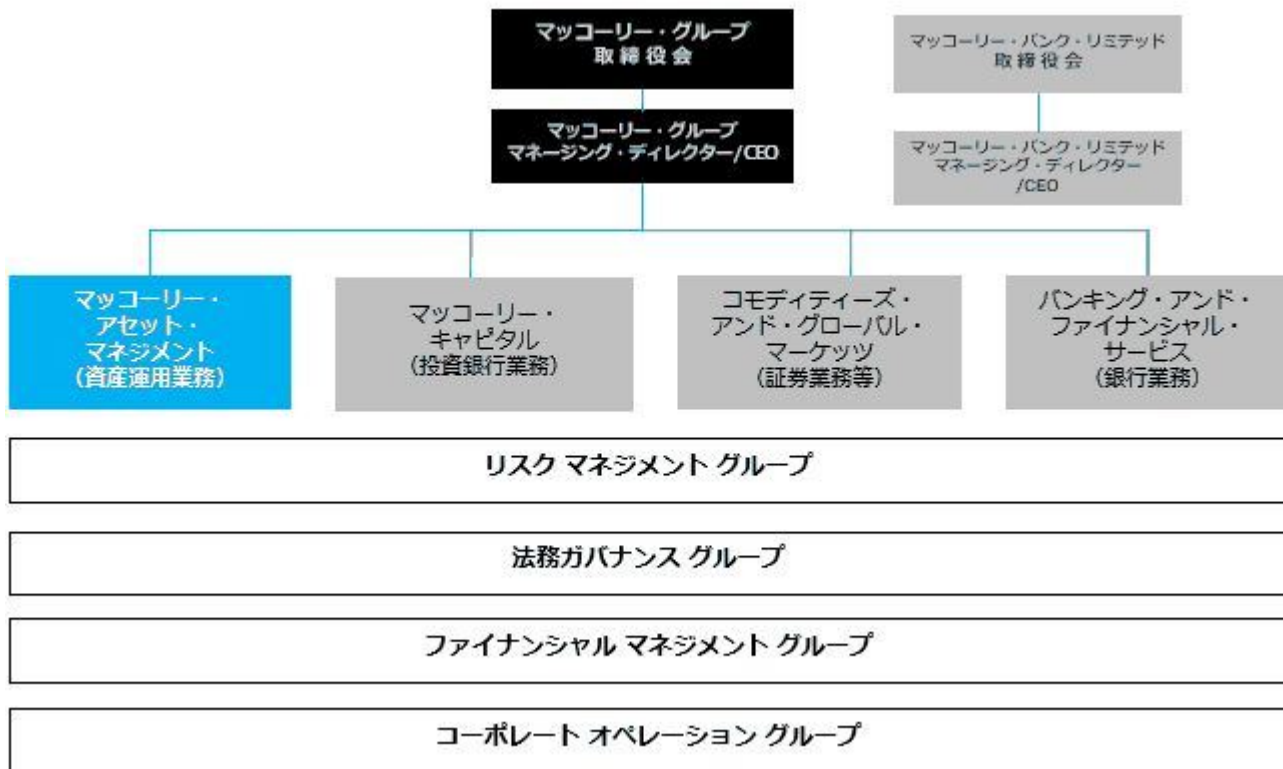 マッコーリー・グループ
取締役会
マッコーリー・バンク・リミテッド
取締役会
マッコーリー・グループ
マネージング・ディレクター/CEO
マッコーリー・バンク・リミテッド
マネージング・ディレクター
/CEO
マッコーリー・
アセット・
マネジメント
(資産運用業務)
マッコーリー・
キャピタル
(投資銀行業務)
コモディティーズ・
アンド・グローバル・
マーケッツ
(証券業務等)
バンキング・アンド・
ファイナンシャル・
サービス
(銀行業務)
リスク マネジメント グループ
法務ガバナンス グループ
ファイナンシャル マネジメント グループ
コーポレート オペレーション グループ